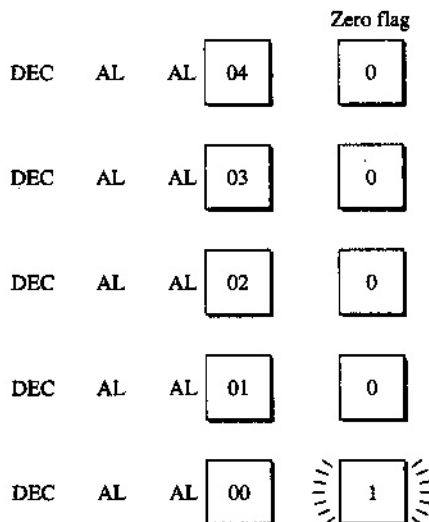 Zero flag
DEC AL AL 04 0
DEC AL AL 03 0
DEC AL AL 02 0
DEC AL AL 01 0
DEC AL AL 00 1